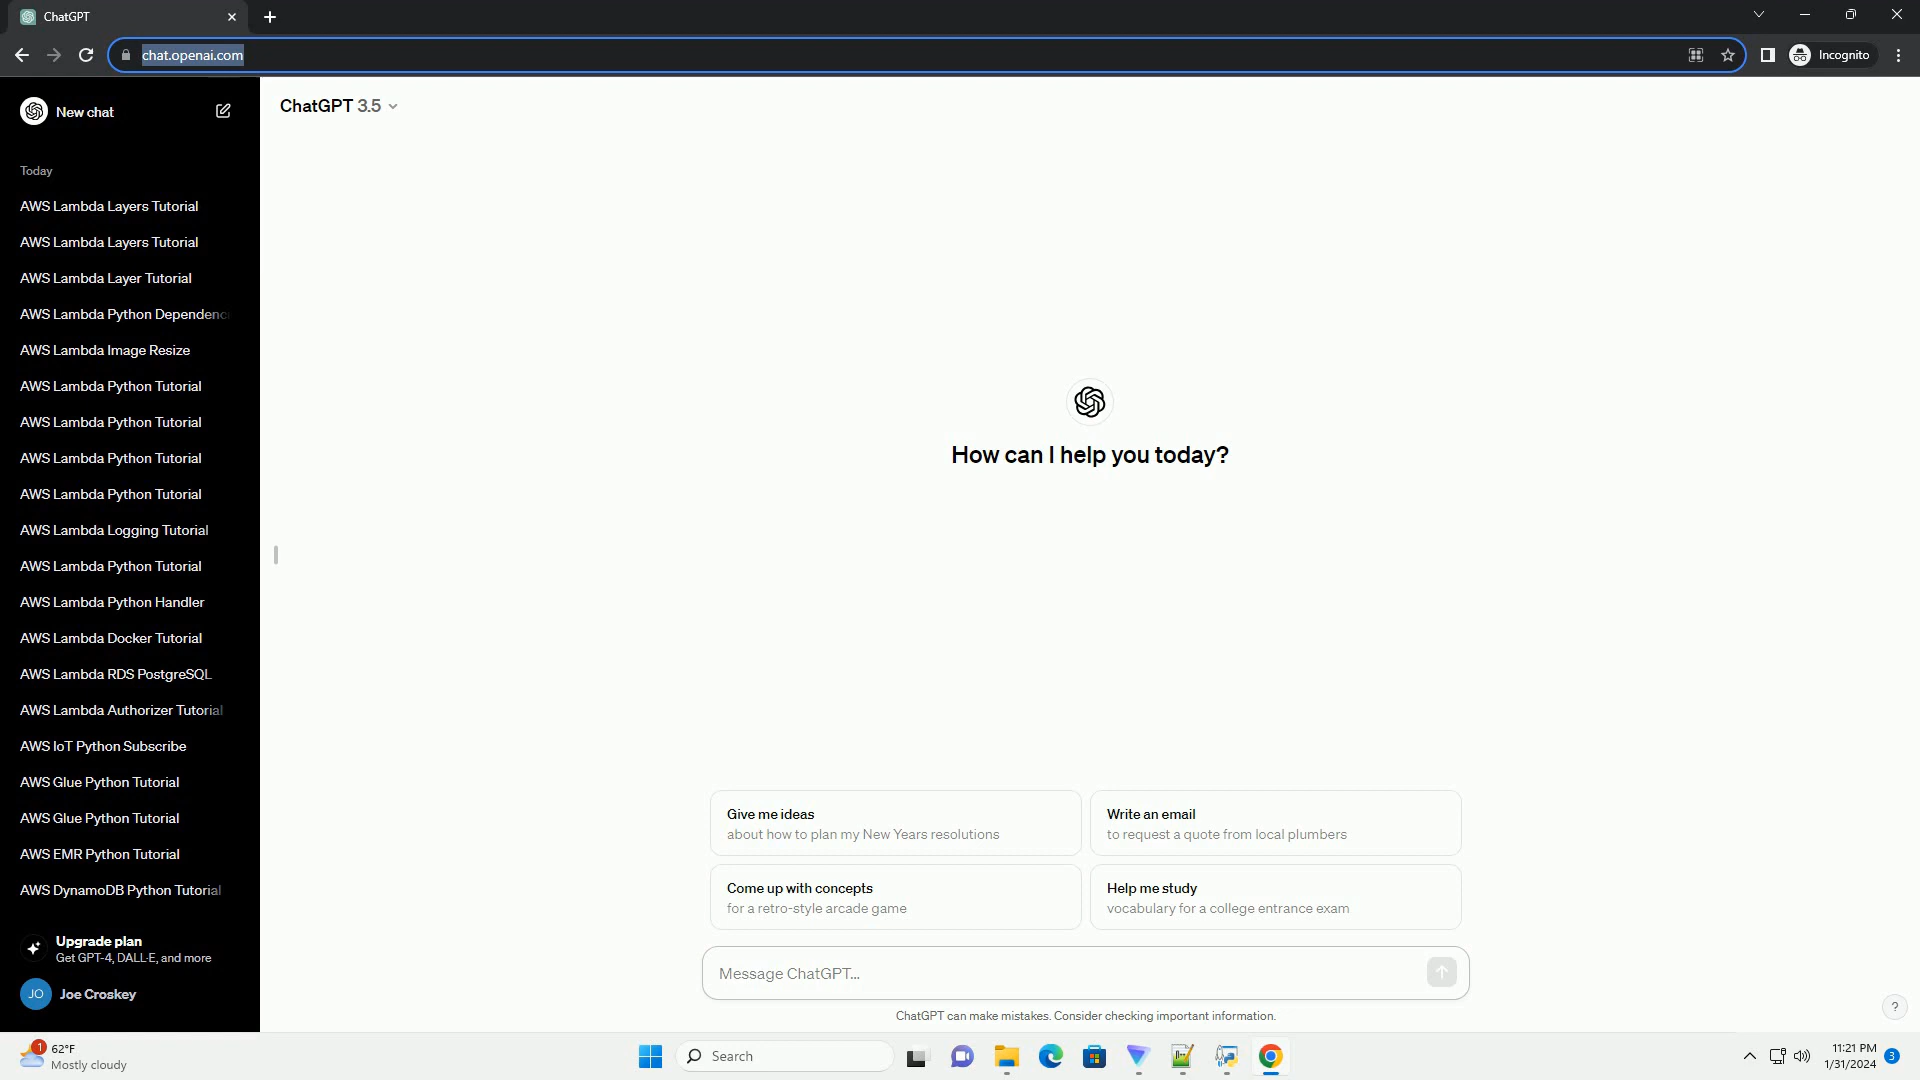 ChatGPT
chat.openai.com
Incognito
New chat
ChatGPT 3.5
Today
AWS Lambda Layers Tutorial
AWS Lambda Layers Tutorial
AWS Lambda Layer Tutorial
AWS Lambda Python Dependenc
AWS Lambda Image Resize
AWS Lambda Python Tutorial
AWS Lambda Python Tutorial
AWS Lambda Python Tutorial
AWS Lambda Python Tutorial
AWS Lambda Logging Tutorial
AWS Lambda Python Tutorial
AWS Lambda Python Handler
AWS Lambda Docker Tutorial
AWS Lambda RDS PostgreSQL
AWS Lambda Authorizer Tutorial
AWS IoT Python Subscribe
AWS Glue Python Tutorial
AWS Glue Python Tutorial
AWS EMR Python Tutorial
AWS DynamoDB Python Tutorial
Upgrade plan
Get GPT-4, DALL·E, and more
JO
Joe Croskey
How can I help you today?
Give me ideas
about how to plan my New Years resolutions
Write an email
to request a quote from local plumbers
Come up with concepts
for a retro-style arcade game
Help me study
vocabulary for a college entrance exam
Message ChatGPT...
ChatGPT can make mistakes. Consider checking important information.
?
1
62°F
Mostly cloudy
Search
11:21 PM
1/31/2024
3